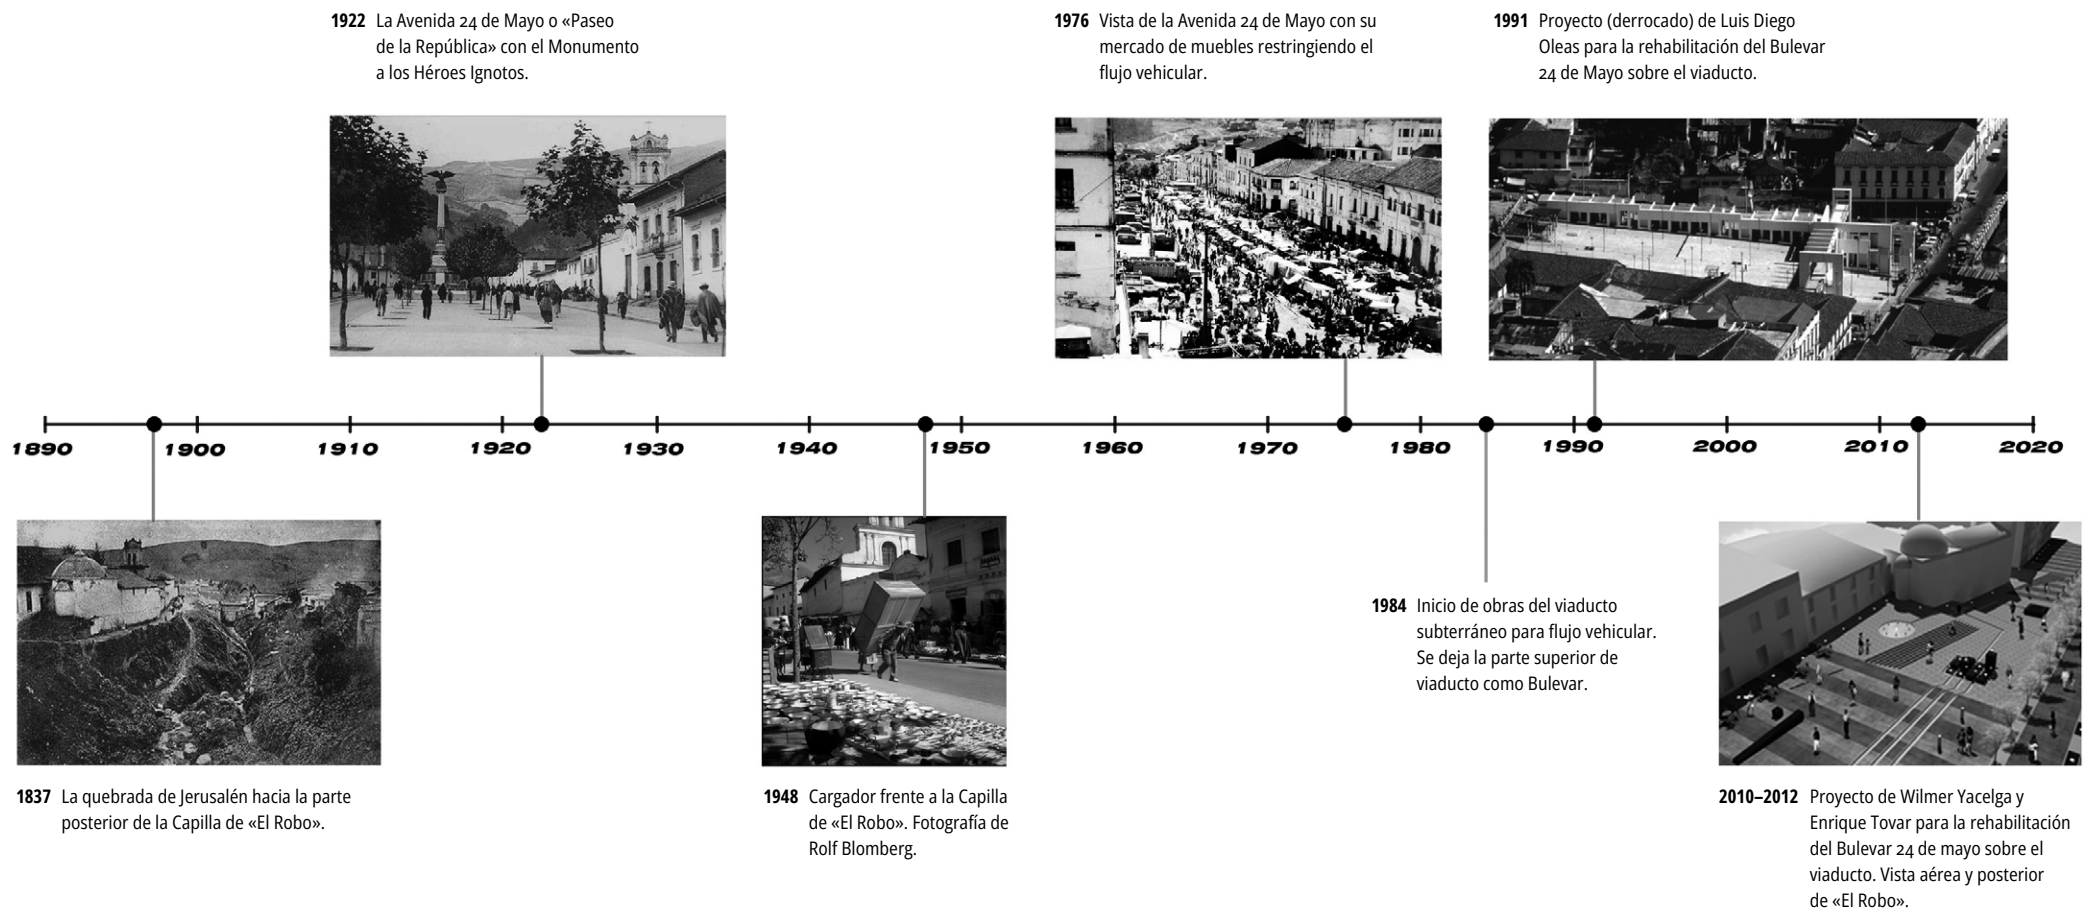 1922 La Avenida 24 de Mayo o «Paseo
de la República» con el Monumento
a los Héroes Ignotos.
1976 Vista de la Avenida 24 de Mayo con su
mercado de muebles restringiendo el
flujo vehicular.
1991 Proyecto (derrocado) de Luis Diego
Oleas para la rehabilitación del Bulevar
24 de Mayo sobre el viaducto.
1890 1900 1910 1920 1930 1940 1950 1960 1970 1980 1990 2000 2010 2020
1984 Inicio de obras del viaducto
subterráneo para flujo vehicular.
Se deja la parte superior de
viaducto como Bulevar.
1837 La quebrada de Jerusalén hacia la parte
posterior de la Capilla de «El Robo».
1948 Cargador frente a la Capilla
de «El Robo». Fotografía de
Rolf Blomberg.
2010–2012 Proyecto de Wilmer Yacelga y
Enrique Tovar para la rehabilitación
del Bulevar 24 de mayo sobre el
viaducto. Vista aérea y posterior
de «El Robo».